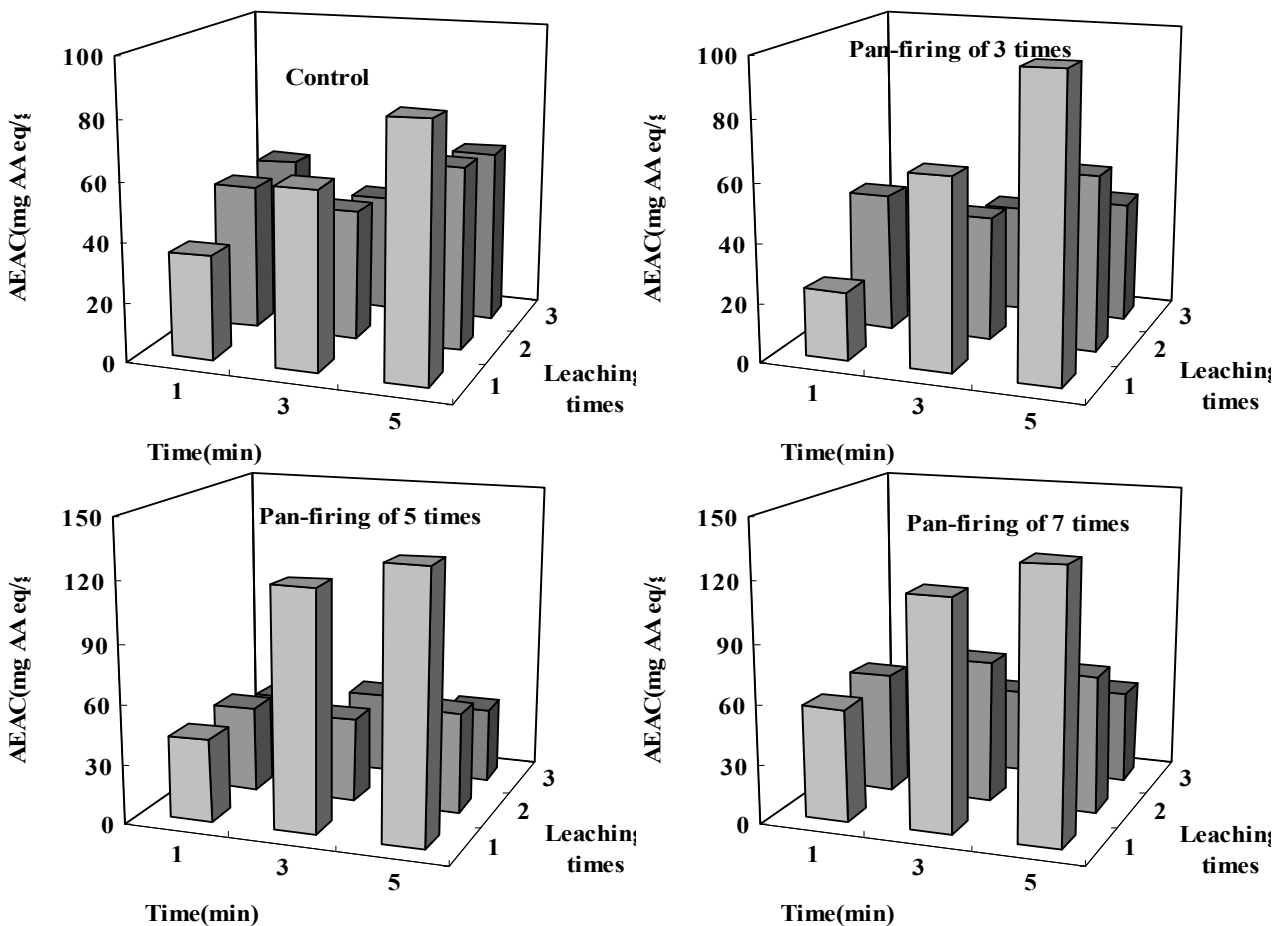 Control
AEAC(mg AA eq/g
100
80
60
40
20
0
1
3
5
Time(min)
1
2
3
Leaching
times
Pan-firing of 3 times
AEAC(mg AA eq/g
100
80
60
40
20
0
1
3
5
Time(min)
1
2
3
Leaching
times
Pan-firing of 5 times
AEAC(mg AA eq/g
150
120
90
60
30
0
1
3
5
Time(min)
1
2
3
Leaching
times
Pan-firing of 7 times
AEAC(mg AA eq/g
150
120
90
60
30
0
1
3
5
Time(min)
1
2
3
Leaching
times